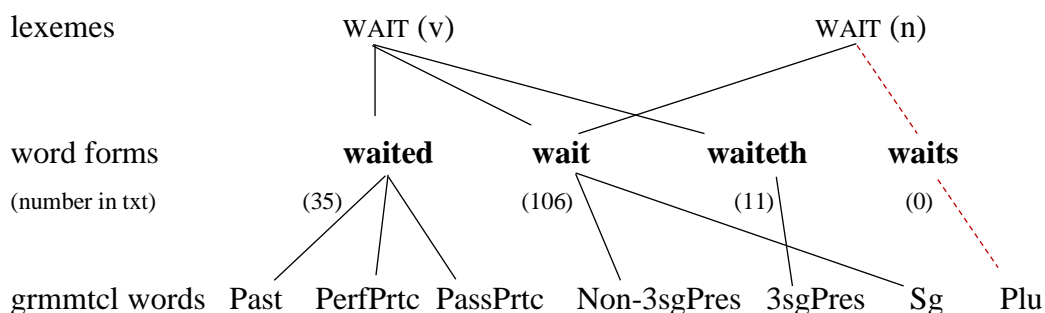 lexemes WAIT (v) WAIT (n)
word forms waited wait waiteth waits
(number in txt) (35) (106) (11) (0)
grmmtcl words Past PerfPrtc PassPrtc Non-3sgPres 3sgPres Sg Plu